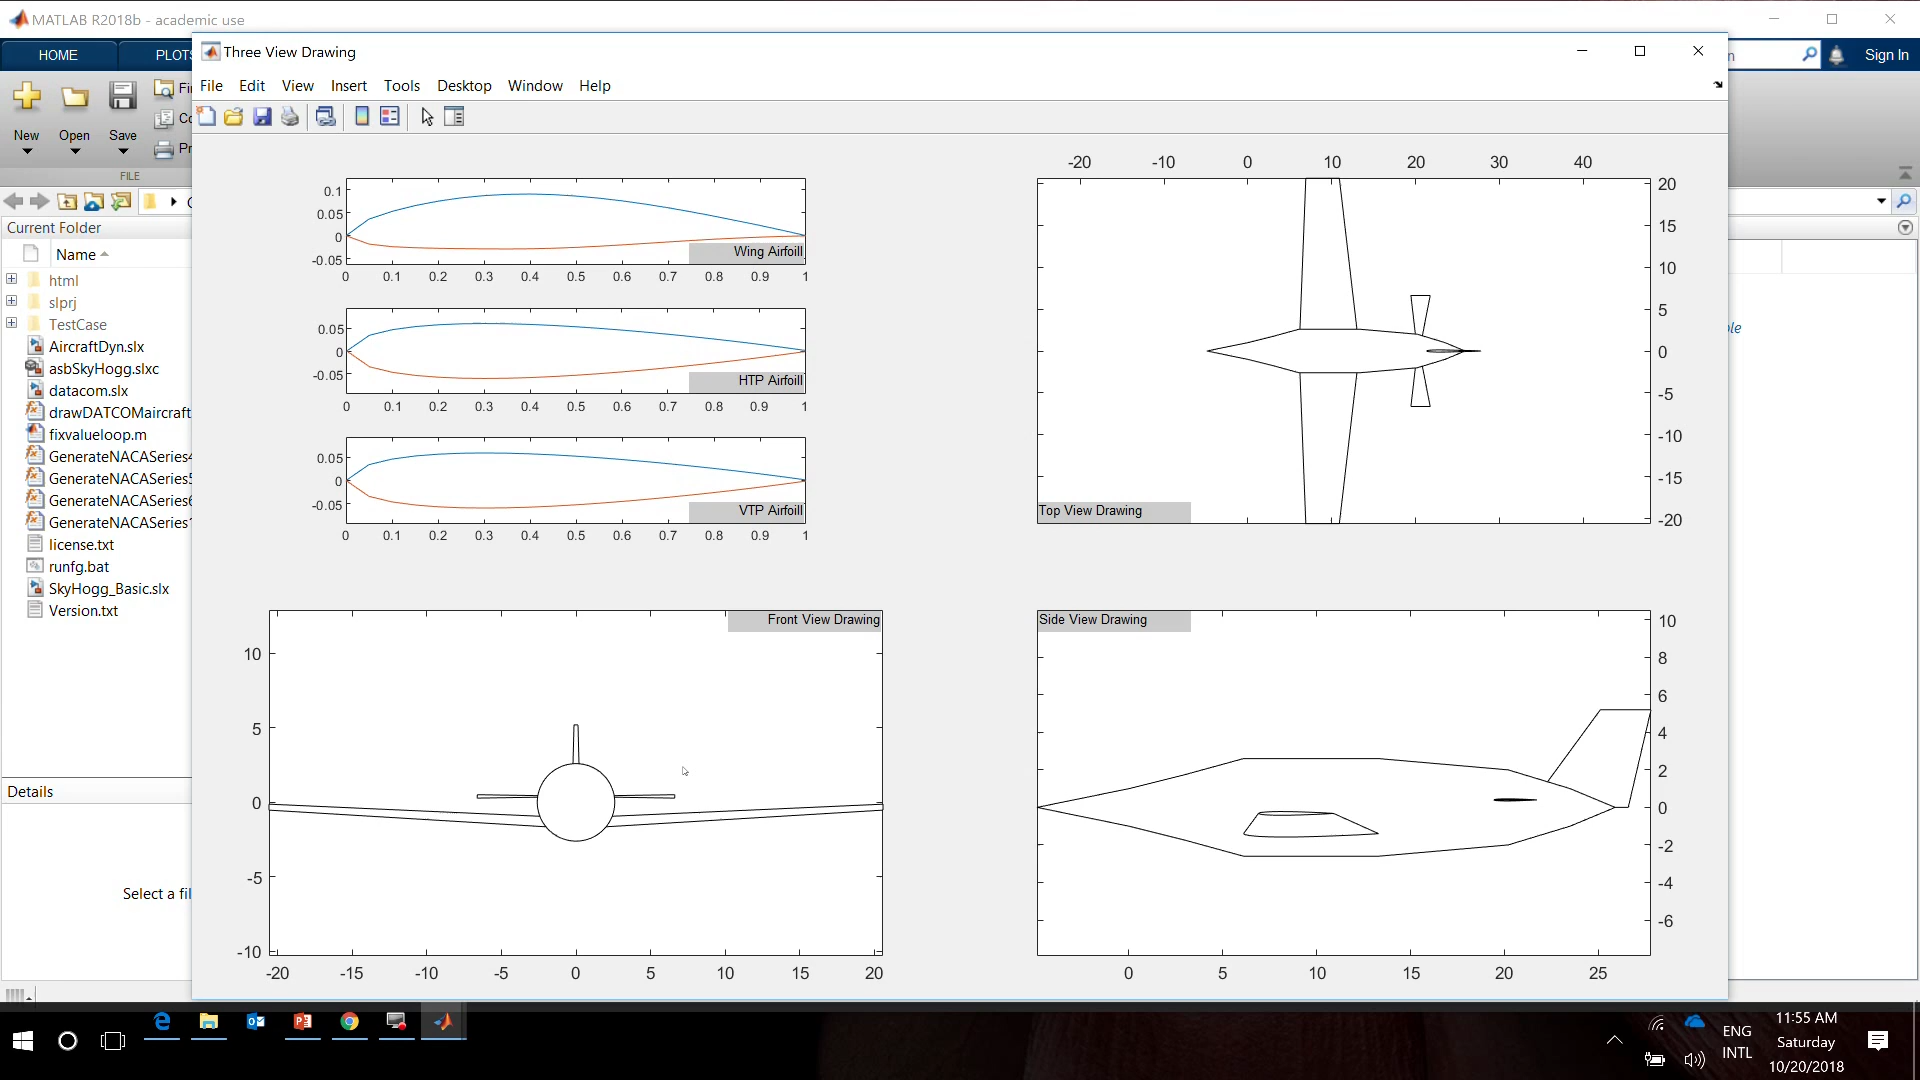 MATLAB R2018b - academic use
HOME
PLOTS
Three View Drawing
Sign In
File Edit View Insert Tools Desktop Window Help
New
Open
Save
FILE
Current Folder
Name
html
slprj
TestCase
AircraftDyn.slx
asbSkyHogg.slxc
datacom.slx
drawDATCOMaircraft
fixvalueloop.m
GenerateNACASeries4
GenerateNACASeries5
GenerateNACASeries6
GenerateNACASeries1
license.txt
runfg.bat
SkyHogg_Basic.slx
Version.txt
Details
Select a fil
0.1
0.05
0
-0.05
Wing Airfoill
0 0.1 0.2 0.3 0.4 0.5 0.6 0.7 0.8 0.9 1
0.05
0
-0.05
HTP Airfoill
0 0.1 0.2 0.3 0.4 0.5 0.6 0.7 0.8 0.9 1
0.05
0
-0.05
VTP Airfoill
0 0.1 0.2 0.3 0.4 0.5 0.6 0.7 0.8 0.9 1
-20 -10 0 10 20 30 40
20
15
10
5
0
-5
-10
-15
-20
Top View Drawing
Front View Drawing
10
5
0
-5
-10
-20 -15 -10 -5 0 5 10 15 20
Side View Drawing
10
8
6
4
2
0
-2
-4
-6
0 5 10 15 20 25
ENG
INTL
11:55 AM
Saturday
10/20/2018